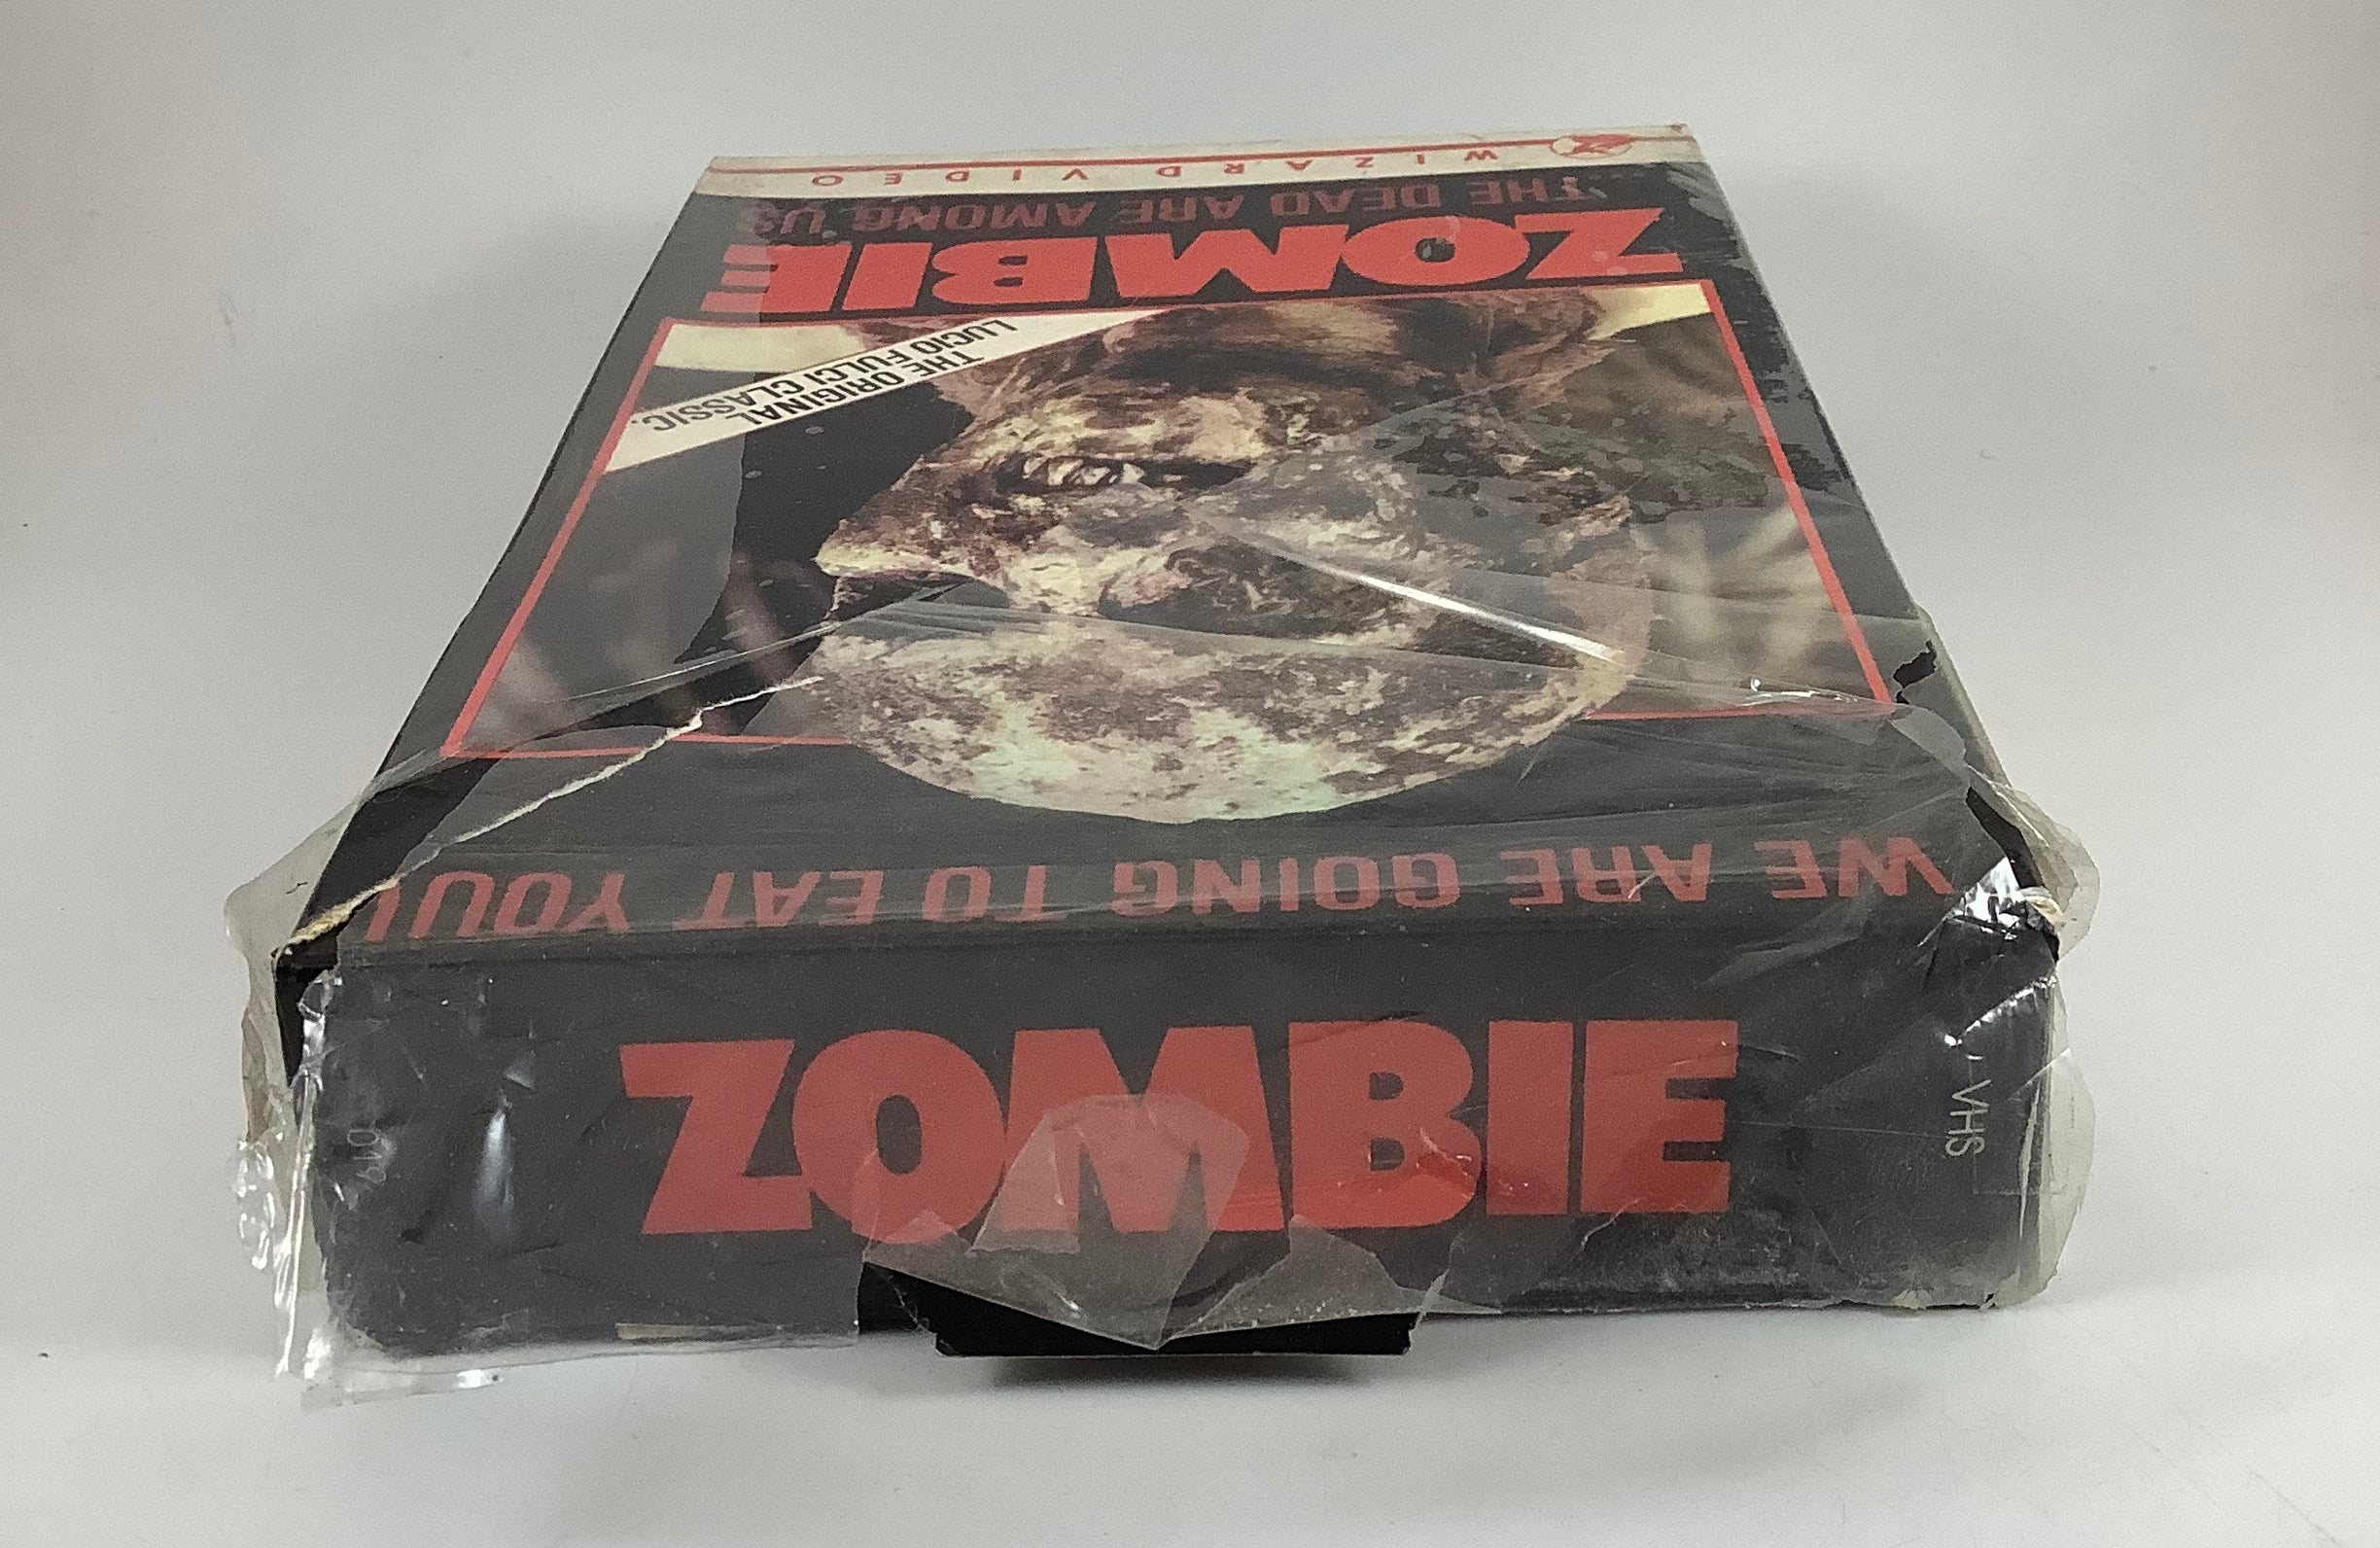 WE ARE GOING TO EAT YOU!
THE ORIGINAL
LUCIO FULCI CLASSIC.
ZOMBIE
THE DEAD ARE AMONG US
WIZARD VIDEO
ZOMBIE
VHS